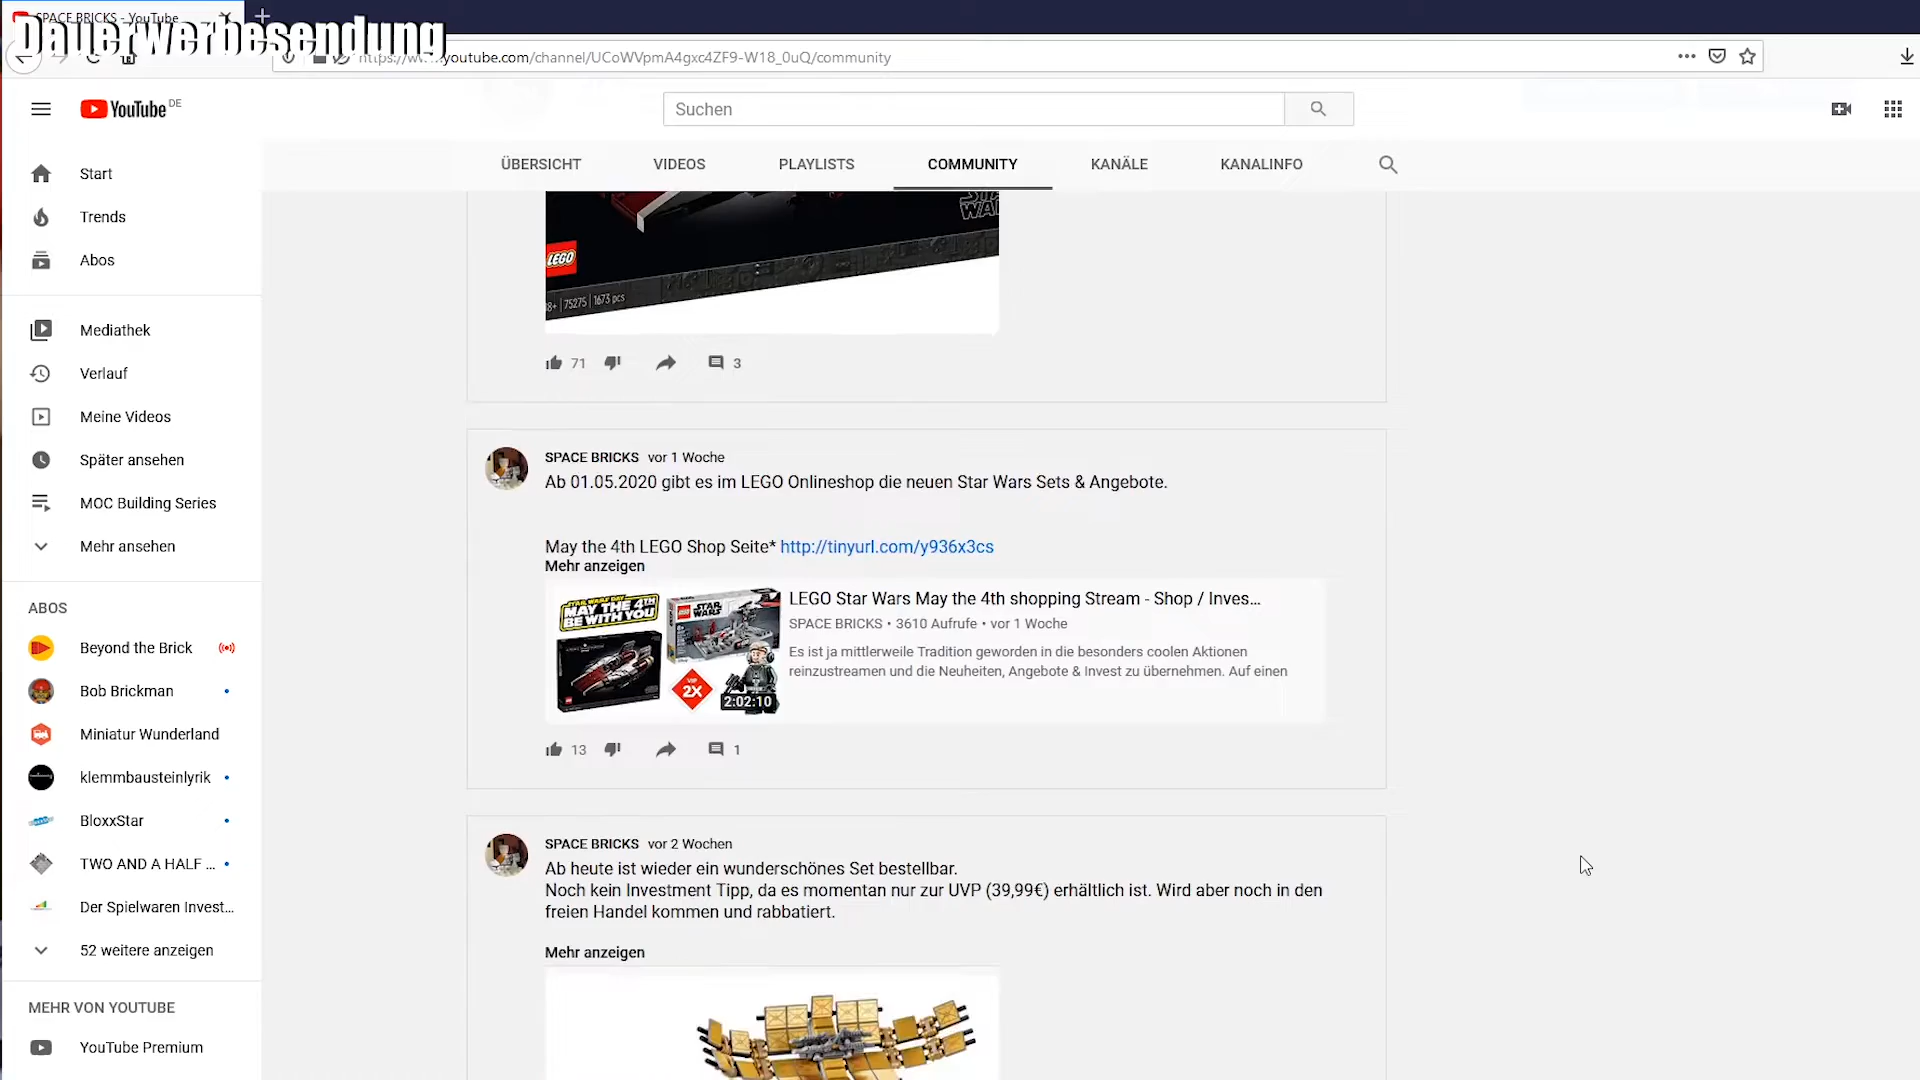 SPACE BRICKS - YouTube
Dauerwerbesendung
youtube.com/channel/UCoWVpmA4gxc4ZF9-W18_0uQ/community
YouTube DE
Suchen
ÜBERSICHT
VIDEOS
PLAYLISTS
COMMUNITY
KANÄLE
KANALINFO
Start
Trends
Abos
Mediathek
Verlauf
Meine Videos
Später ansehen
MOC Building Series
Mehr ansehen
ABOS
Beyond the Brick
Bob Brickman
Miniatur Wunderland
klemmbausteinlyrik
BloxxStar
TWO AND A HALF ...
Der Spielwaren Invest...
52 weitere anzeigen
MEHR VON YOUTUBE
YouTube Premium
STAR
WA
LEGO
18+ | 75275 | 1673 pcs
71
3
SPACE BRICKS vor 1 Woche
Ab 01.05.2020 gibt es im LEGO Onlineshop die neuen Star Wars Sets & Angebote.
May the 4th LEGO Shop Seite* http://tinyurl.com/y936x3cs
Mehr anzeigen
MAY THE 4TH
BE WITH YOU
LEGO
STAR
WARS
VIP
2X
2:02:10
LEGO Star Wars May the 4th shopping Stream - Shop / Inves...
SPACE BRICKS • 3610 Aufrufe • vor 1 Woche
Es ist ja mittlerweile Tradition geworden in die besonders coolen Aktionen
reinzustreamen und die Neuheiten, Angebote & Invest zu übernehmen. Auf einen
13
1
SPACE BRICKS vor 2 Wochen
Ab heute ist wieder ein wunderschönes Set bestellbar.
Noch kein Investment Tipp, da es momentan nur zur UVP (39,99€) erhältlich ist. Wird aber noch in den
freien Handel kommen und rabbatiert.
Mehr anzeigen